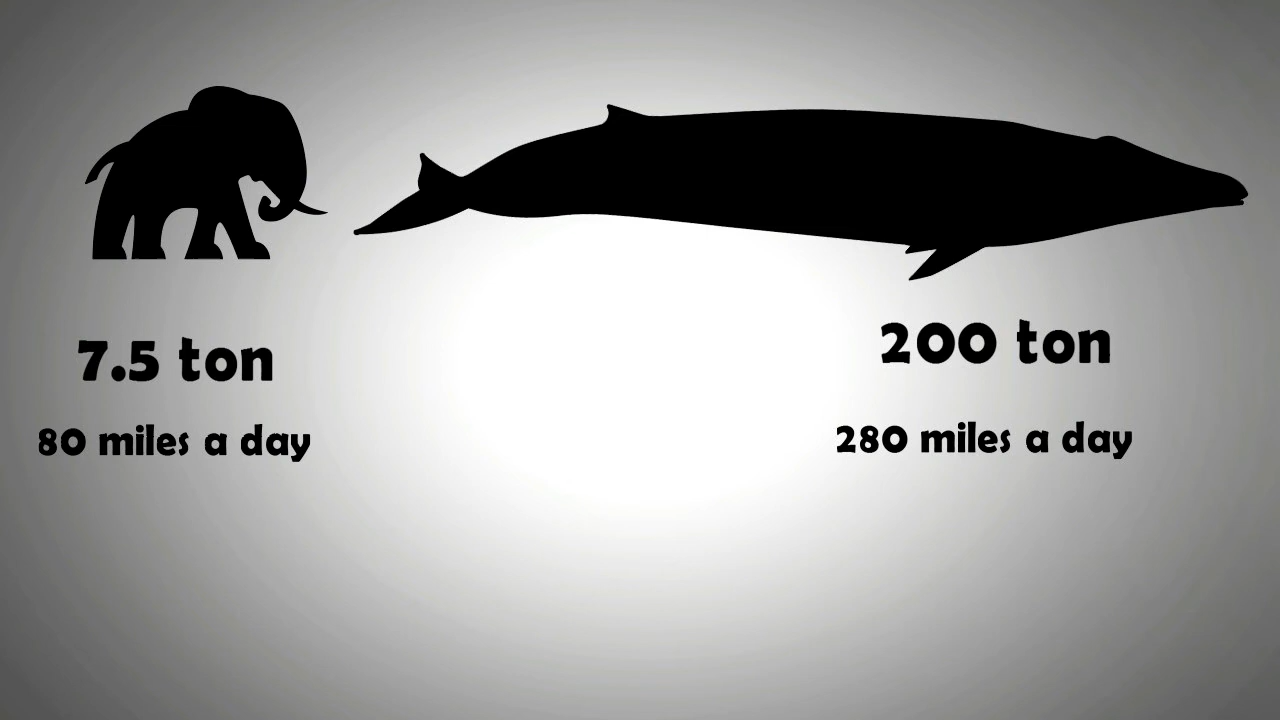 7.5 ton
80 miles a day
200 ton
280 miles a day